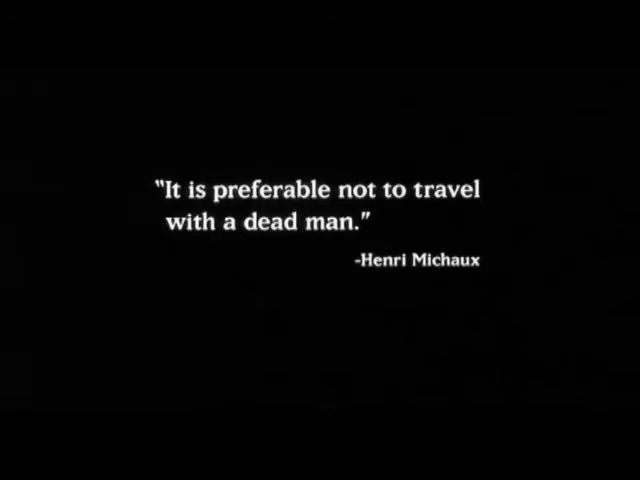 "It is preferable not to travel
with a dead man."
-Henri Michaux